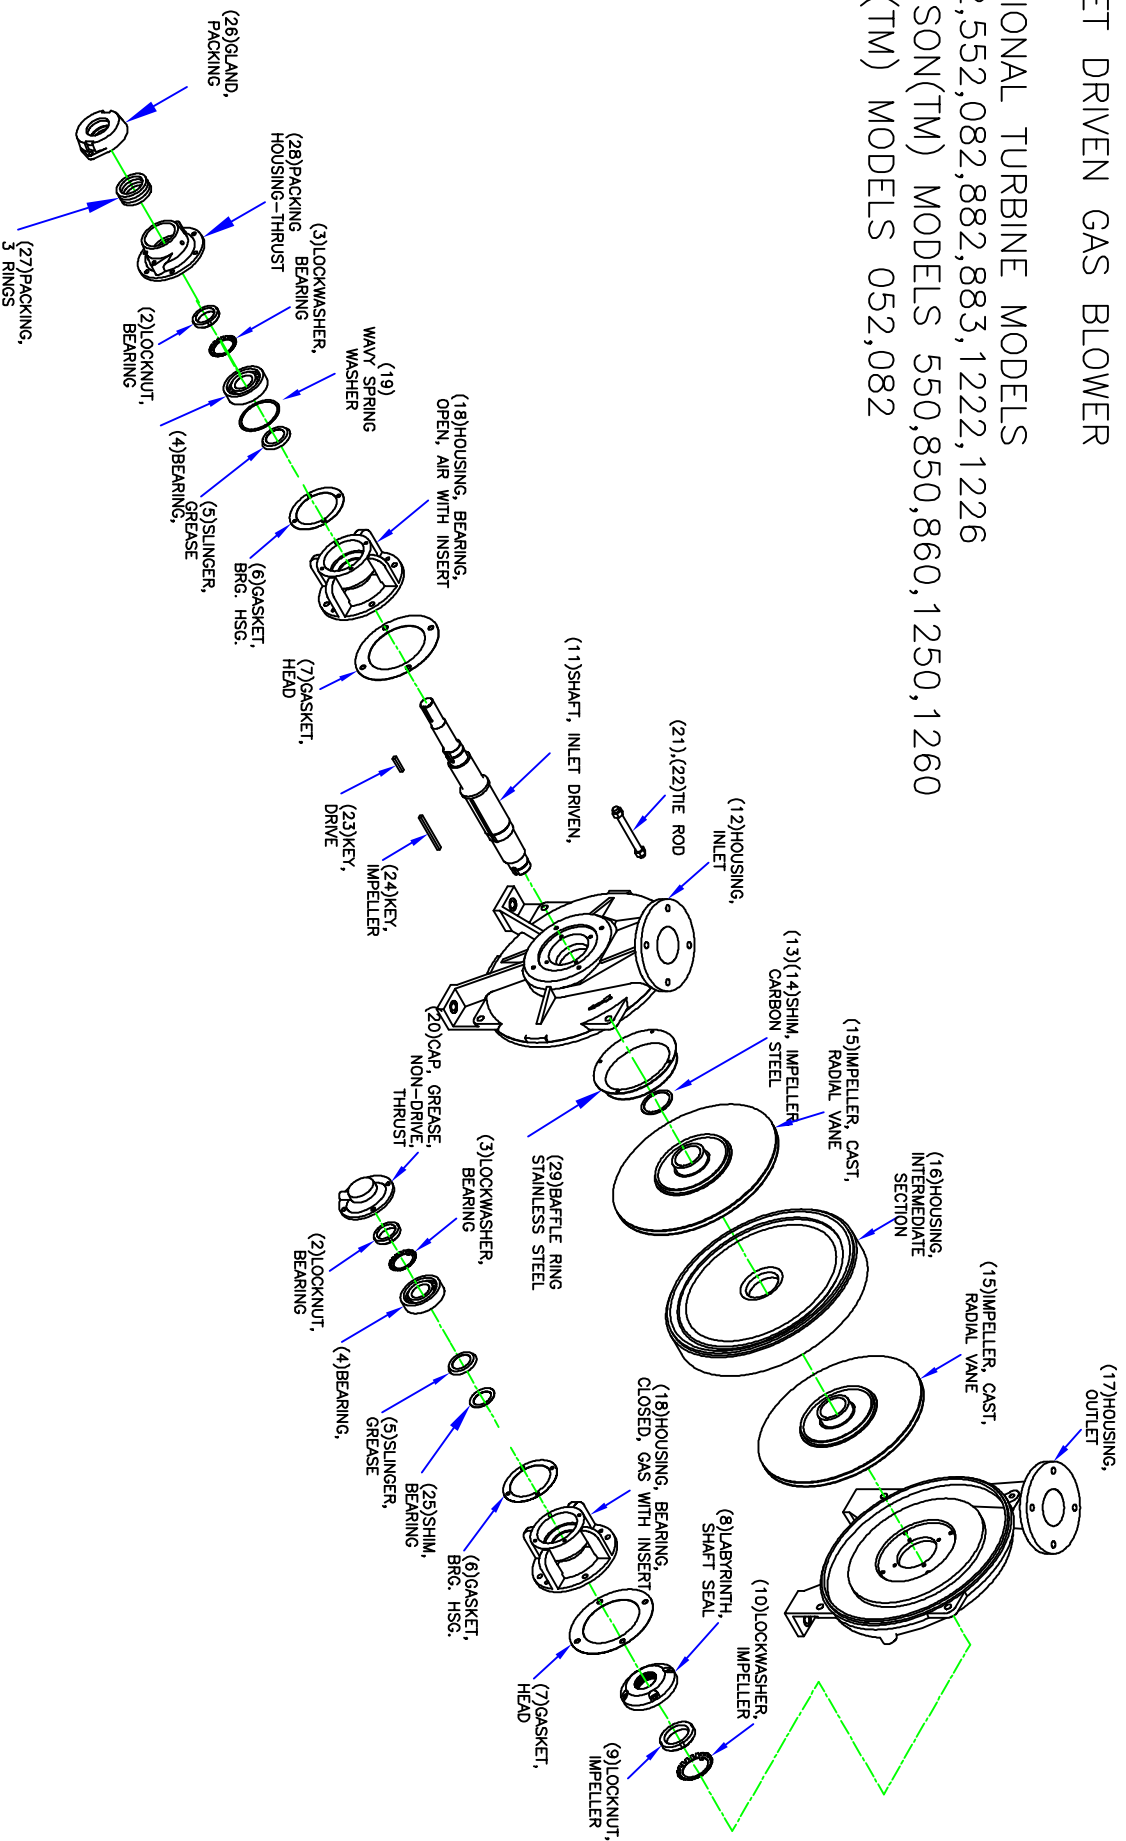 ET DRIVEN GAS BLOWER
IONAL TURBINE MODELS
2,552,082,882,883,1222,1226
SON(TM) MODELS 550,850,860,1250,1260
(TM) MODELS 052,082
(17)HOUSING,
OUTLET
(15)IMPELLER, CAST,
RADIAL VANE
(16)HOUSING,
INTERMEDIATE
SECTION
(15)IMPELLER, CAST,
RADIAL VANE
(13)(14)SHIM, IMPELLER
CARBON STEEL
(12)HOUSING,
INLET
(21),(22)TIE ROD
(11)SHAFT, INLET DRIVEN,
(18)HOUSING, BEARING,
OPEN, AIR WITH INSERT
(19)
WAVY SPRING
WASHER
(3)LOCKWASHER,
BEARING
(28)PACKING
HOUSING-THRUST
(26)GLAND,
PACKING
(27)PACKING,
3 RINGS
(2)LOCKNUT,
BEARING
(4)BEARING,
(5)SLINGER,
GREASE
(6)GASKET,
BRG. HSG.
(7)GASKET,
HEAD
(23)KEY,
DRIVE
(24)KEY,
IMPELLER
(29)BAFFLE RING
STAINLESS STEEL
(20)CAP, GREASE,
NON-DRIVE,
THRUST
(3)LOCKWASHER,
BEARING
(2)LOCKNUT,
BEARING
(4)BEARING,
(5)SLINGER,
GREASE
(25)SHIM,
BEARING
(6)GASKET,
BRG. HSG.
(18)HOUSING, BEARING,
CLOSED, GAS WITH INSERT
(7)GASKET,
HEAD
(8)LABYRINTH,
SHAFT SEAL
(10)LOCKWASHER,
IMPELLER
(9)LOCKNUT,
IMPELLER